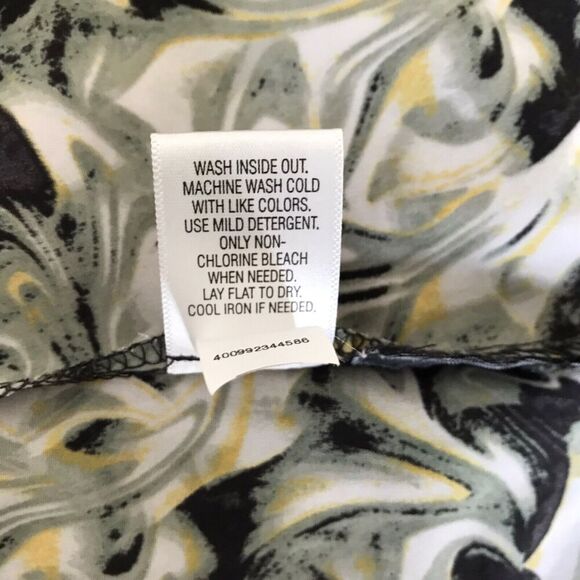 WASH INSIDE OUT.
MACHINE WASH COLD
WITH LIKE COLORS.
USE MILD DETERGENT.
ONLY NON-
CHLORINE BLEACH
WHEN NEEDED.
LAY FLAT TO DRY.
COOL IRON IF NEEDED.
400992344586